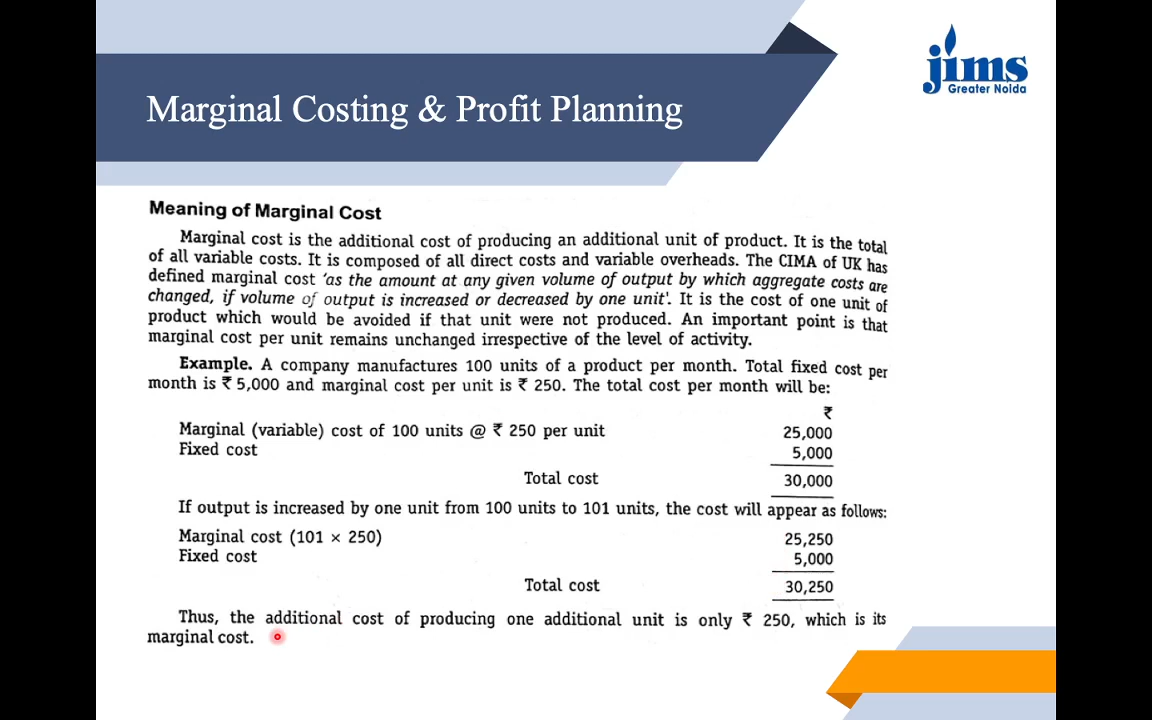 jims
Greater Noida
Marginal Costing & Profit Planning
Meaning of Marginal Cost
Marginal cost is the additional cost of producing an additional unit of product. It is the total
of all variable costs. It is composed of all direct costs and variable overheads. The CIMA of UK has
defined marginal cost 'as the amount at any given volume of output by which aggregate costs are
changed, if volume of output is increased or decreased by one unit'. It is the cost of one unit of
product which would be avoided if that unit were not produced. An important point is that
marginal cost per unit remains unchanged irrespective of the level of activity.
Example. A company manufactures 100 units of a product per month. Total fixed cost per
month is ₹ 5,000 and marginal cost per unit is ₹ 250. The total cost per month will be:
₹
Marginal (variable) cost of 100 units @ ₹ 250 per unit 25,000
Fixed cost 5,000
Total cost 30,000
If output is increased by one unit from 100 units to 101 units, the cost will appear as follows:
Marginal cost (101 × 250) 25,250
Fixed cost 5,000
Total cost 30,250
Thus, the additional cost of producing one additional unit is only ₹ 250, which is its
marginal cost.